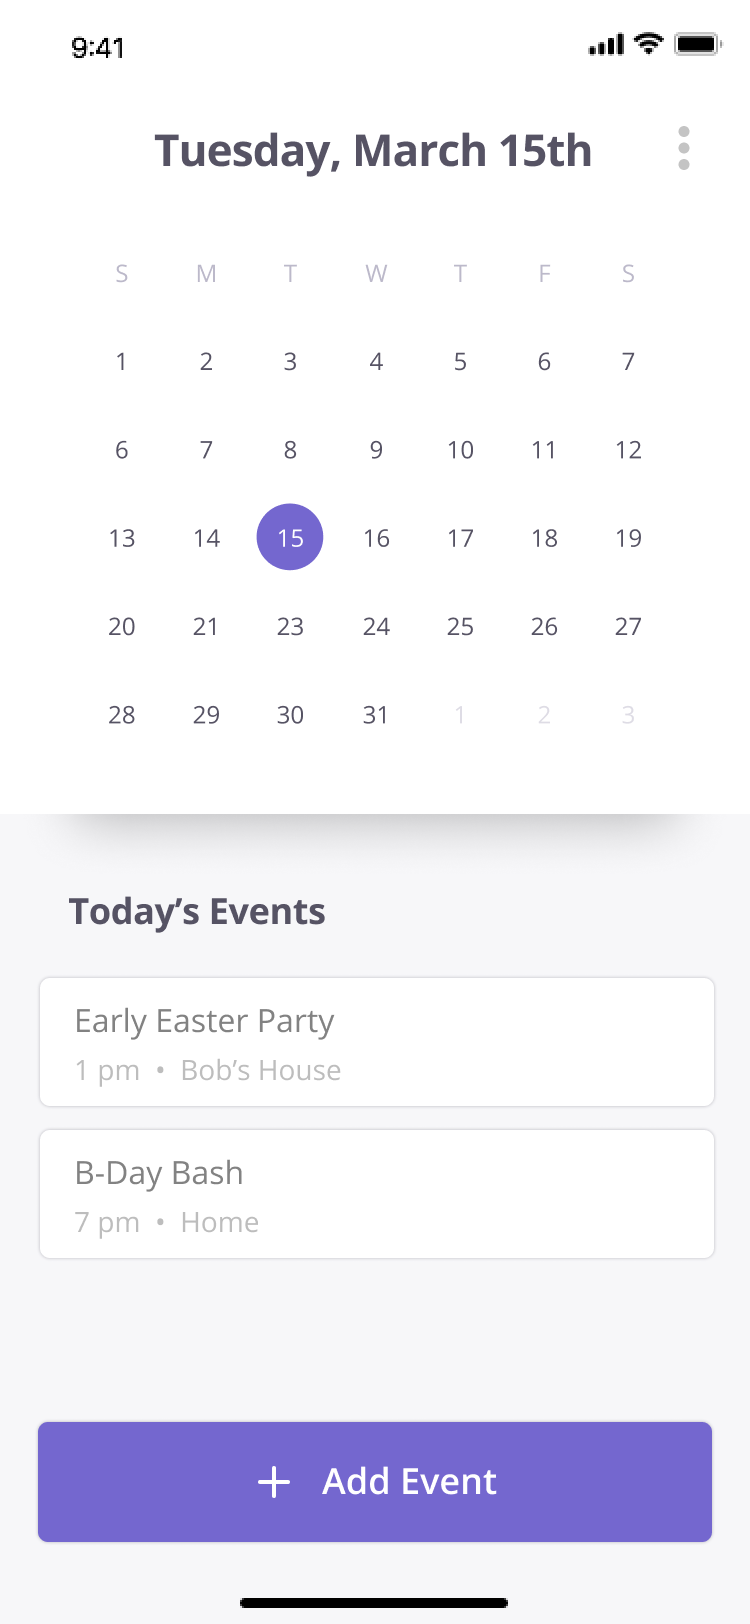 9:41
Tuesday, March 15th
S M T W T F S
1 2 3 4 5 6 7
6 7 8 9 10 11 12
13 14 15 16 17 18 19
20 21 23 24 25 26 27
28 29 30 31 1 2 3
Today’s Events
Early Easter Party
1 pm • Bob’s House
B-Day Bash
7 pm • Home
+ Add Event